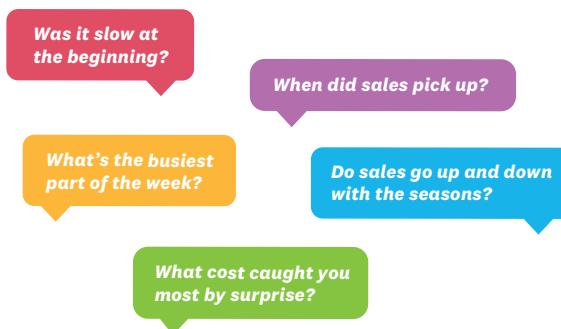 Was it slow at
the beginning?
When did sales pick up?
What's the busiest
part of the week?
Do sales go up and down
with the seasons?
What cost caught you
most by surprise?